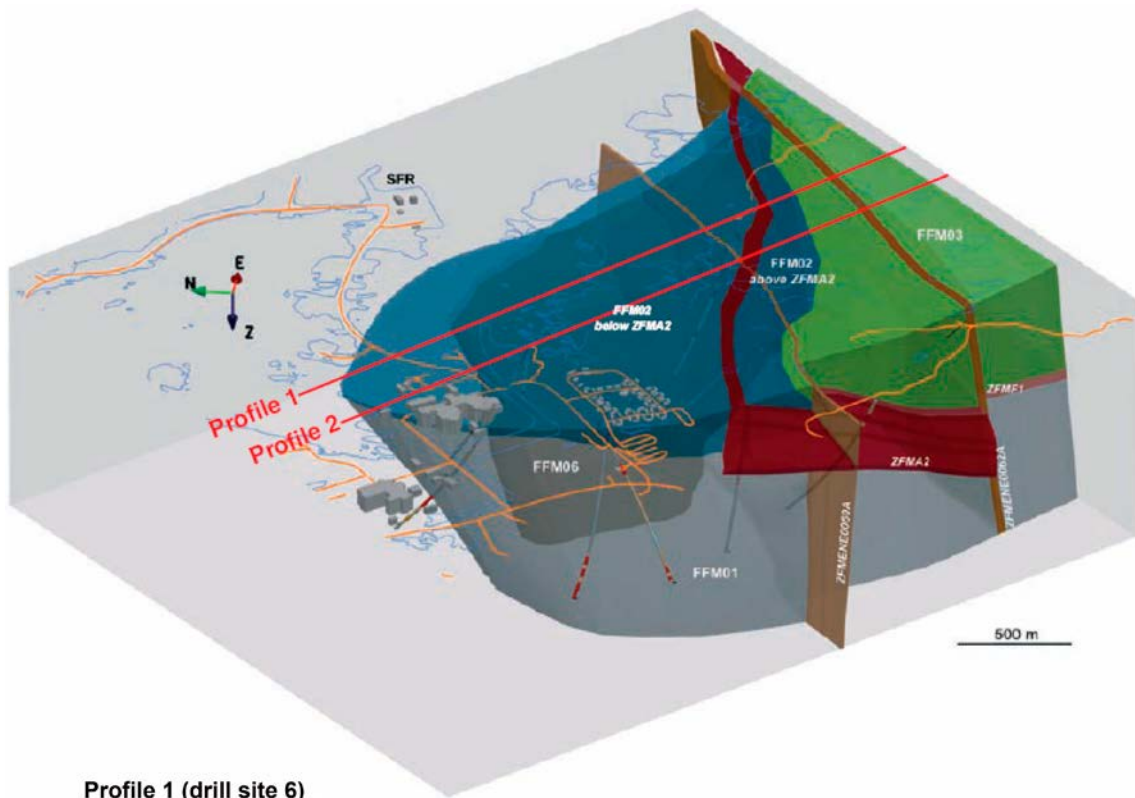 SFR
E
N
Z
FFM03
FFM02
above ZFMA2
FFM02
below ZFMA2
Profile 1
Profile 2
ZFMF1
FFM06
ZFMA2
FFM01
ZFMENE0062A
500 m
Profile 1 (drill site 6)